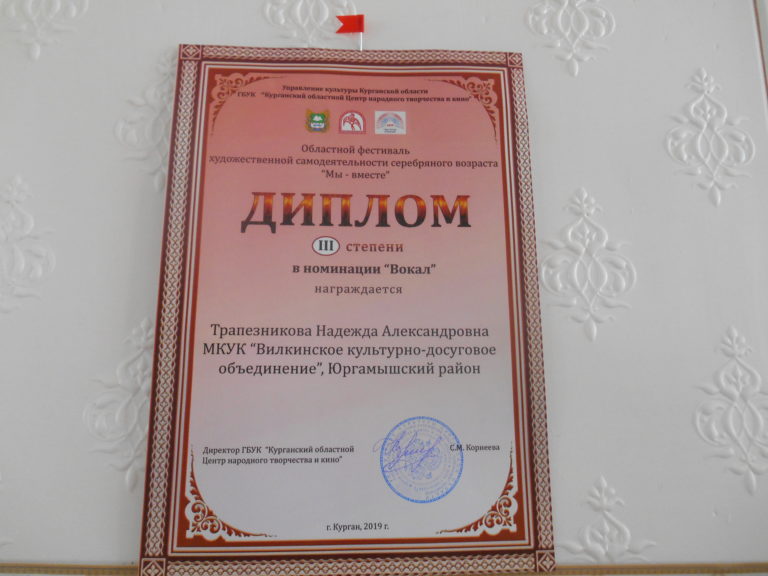 Управление культуры Курганской области
ГБУК "Курганский областной Центр народного творчества и кино"
Областной фестиваль
художественной самодеятельности серебряного возраста
"Мы - вместе"
ДИПЛОМ
III степени
в номинации "Вокал"
награждается
Трапезникова Надежда Александровна
МКУК "Вилкинское культурно-досуговое
объединение", Юргамышский район
Директор ГБУК "Курганский областной
Центр народного творчества и кино"
С.М. Корнеева
г. Курган, 2019 г.